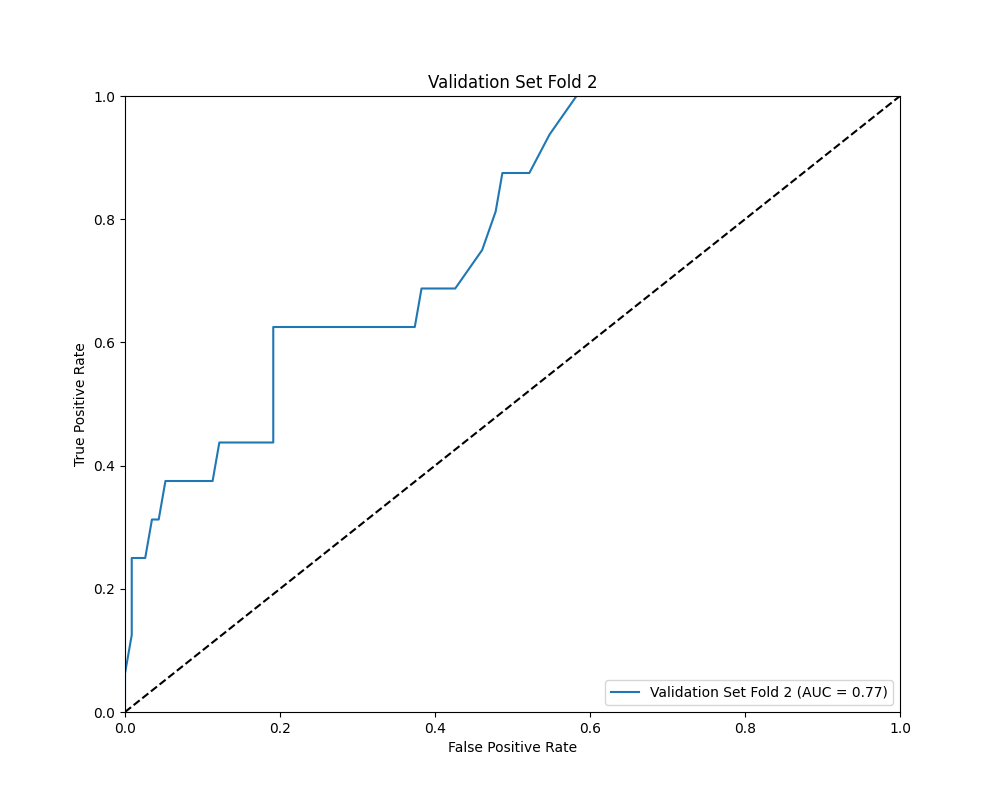 Validation Set Fold 2
1.0
0.8
0.6
0.4
0.2
0.0
True Positive Rate
Validation Set Fold 2 (AUC = 0.77)
0.0 0.2 0.4 0.6 0.8 1.0
False Positive Rate